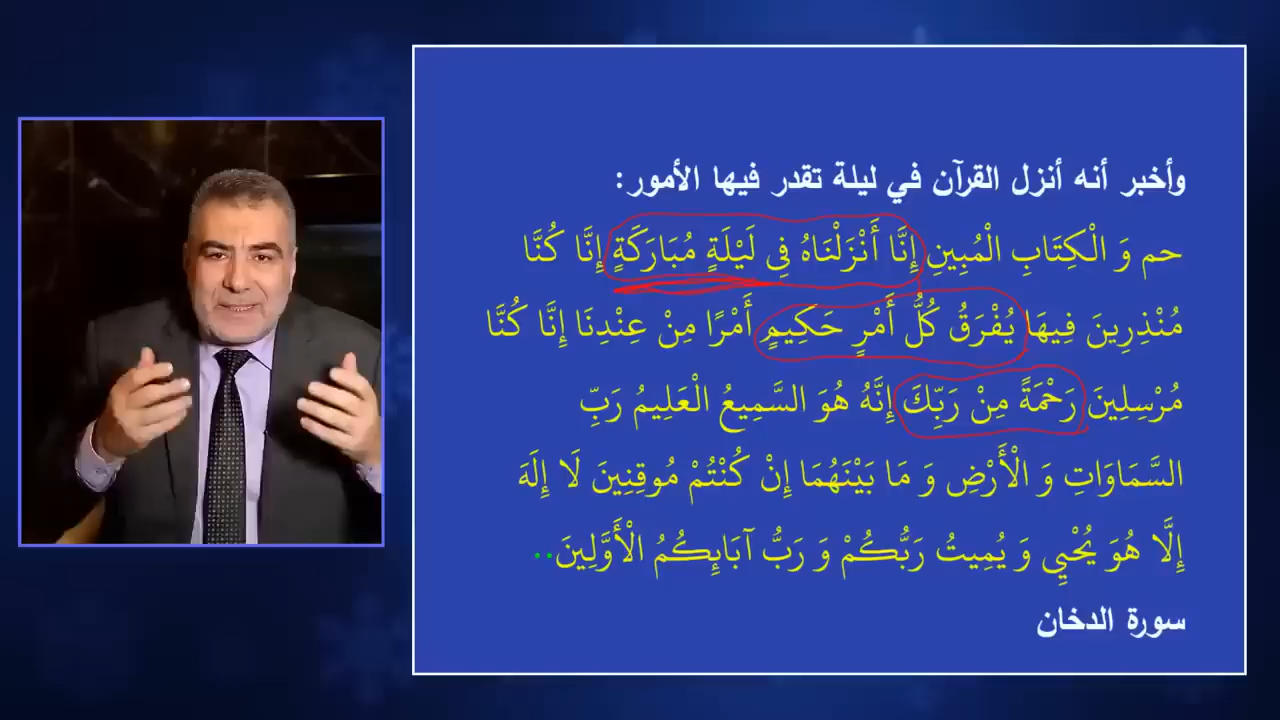 وأخبر أنه أنزل القرآن في ليلة تقدر فيها الأمور:
حم وَ الْكِتَابِ الْمُبِينِ إِنَّا أَنْزَلْنَاهُ فِى لَيْلَةٍ مُبَارَكَةٍ إِنَّا كُنَّا
مُنْذِرِينَ فِيهَا يُفْرَقُ كُلُّ أَمْرٍ حَكِيمٍ أَمْرًا مِنْ عِنْدِنَا إِنَّا كُنَّا
مُرْسِلِينَ رَحْمَةً مِنْ رَبِّكَ إِنَّهُ هُوَ السَّمِيعُ الْعَلِيمُ رَبِّ
السَّمَاوَاتِ وَ الْأَرْضِ وَ مَا بَيْنَهُمَا إِنْ كُنْتُمْ مُوقِنِينَ لَا إِلَهَ
إِلَّا هُوَ يُحْيِي وَ يُمِيتُ رَبُّكُمْ وَ رَبُّ آبَابِكُمُ الْأَوَّلِينَ..
سورة الدخان